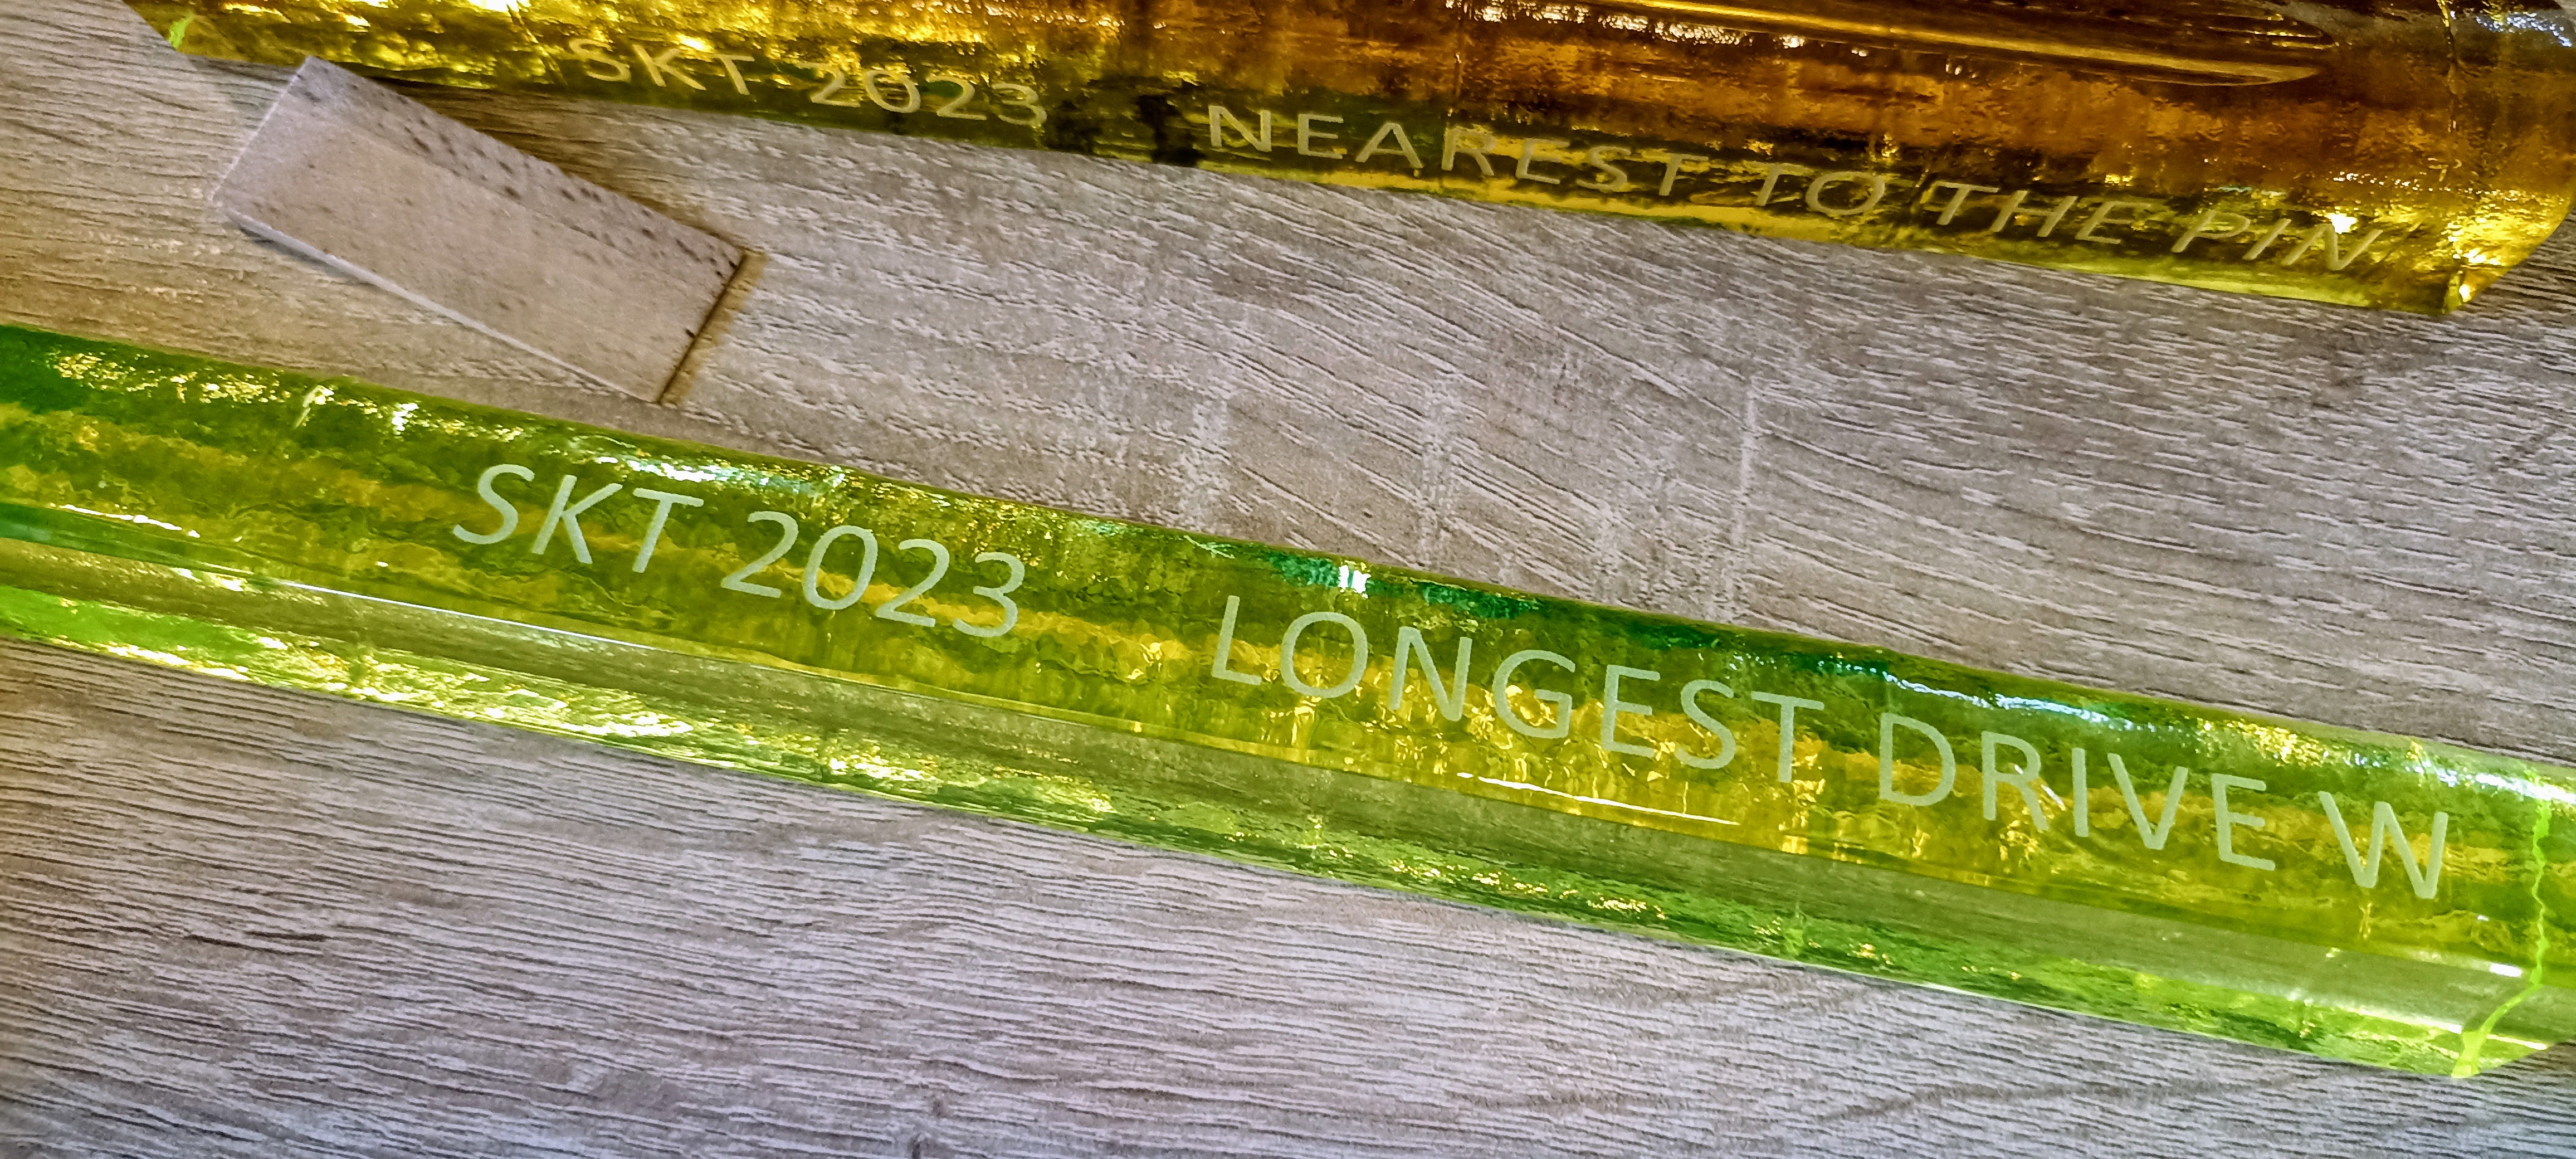 SKT 2023 NEAREST TO THE PIN
SKT 2023 LONGEST DRIVE W